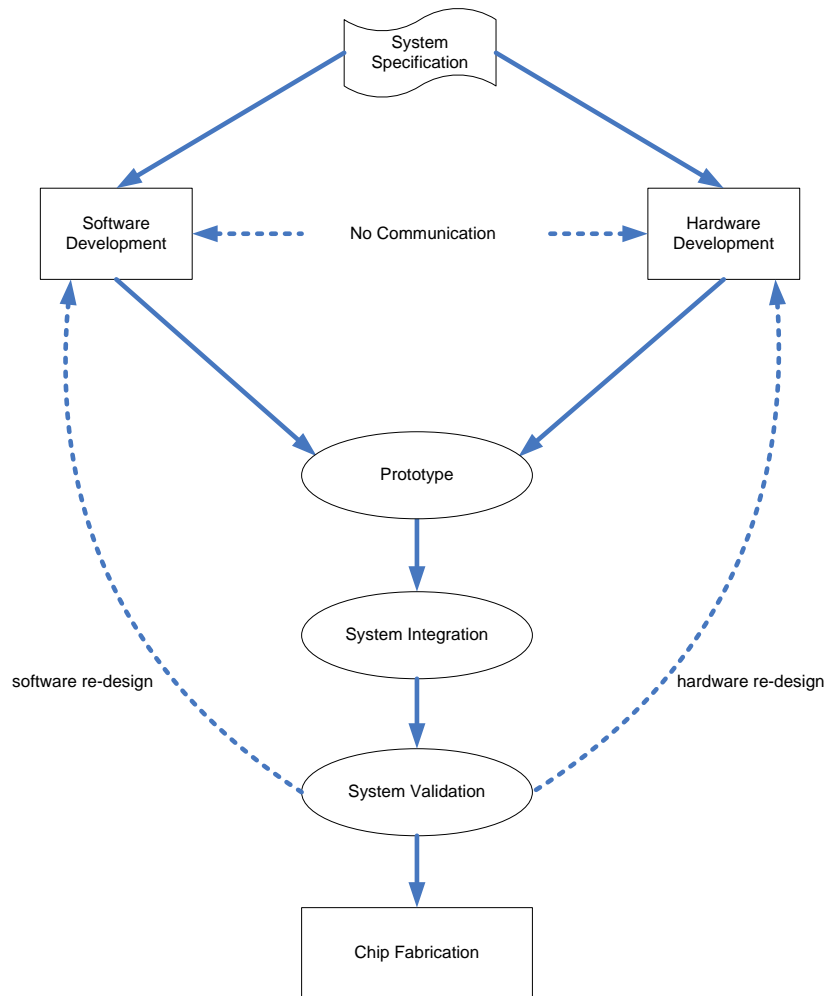 System
Specification
Software
Development
No Communication
Hardware
Development
Prototype
System Integration
software re-design
hardware re-design
System Validation
Chip Fabrication